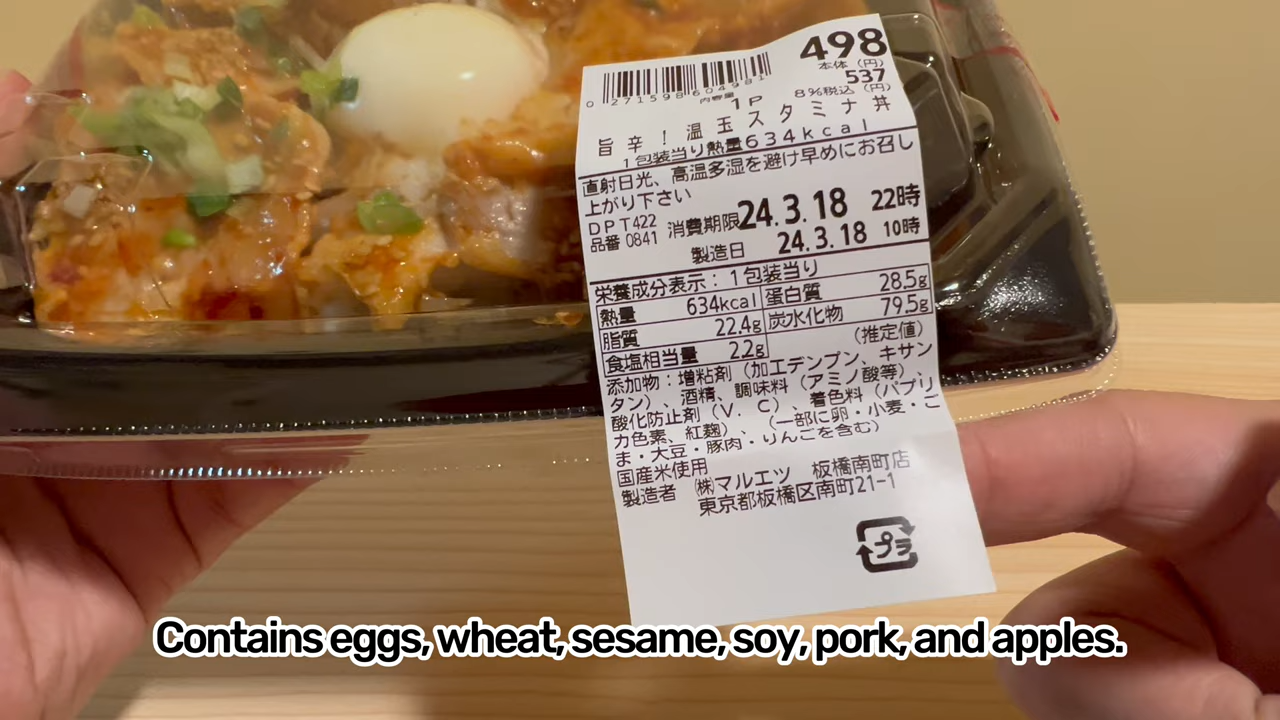 498
本体(円)
537
8%税込(円)
0 271598 604981
内容量
1P
旨辛!温玉スタミナ丼
1包装当り熱量634kcal
直射日光、高温多湿を避け早めにお召し
上がり下さい
DPT422
品番 0841
消費期限24.3.18 22時
製造日 24.3.18 10時
栄養成分表示:1包装当り
熱量 634kcal 蛋白質 28.5g
脂質 22.4g 炭水化物 79.5g
食塩相当量 2.2g (推定値)
添加物:増粘剤(加工デンプン、キサン
タン)、酒精、調味料(アミノ酸等)、
酸化防止剤(V.C)、着色料(パプリ
カ色素、紅麹)、(一部に卵・小麦・ご
ま・大豆・豚肉・りんごを含む)
国産米使用
製造者 ㈱マルエツ 板橋南町店
東京都板橋区南町21-1
プラ
Contains eggs, wheat, sesame, soy, pork, and apples.